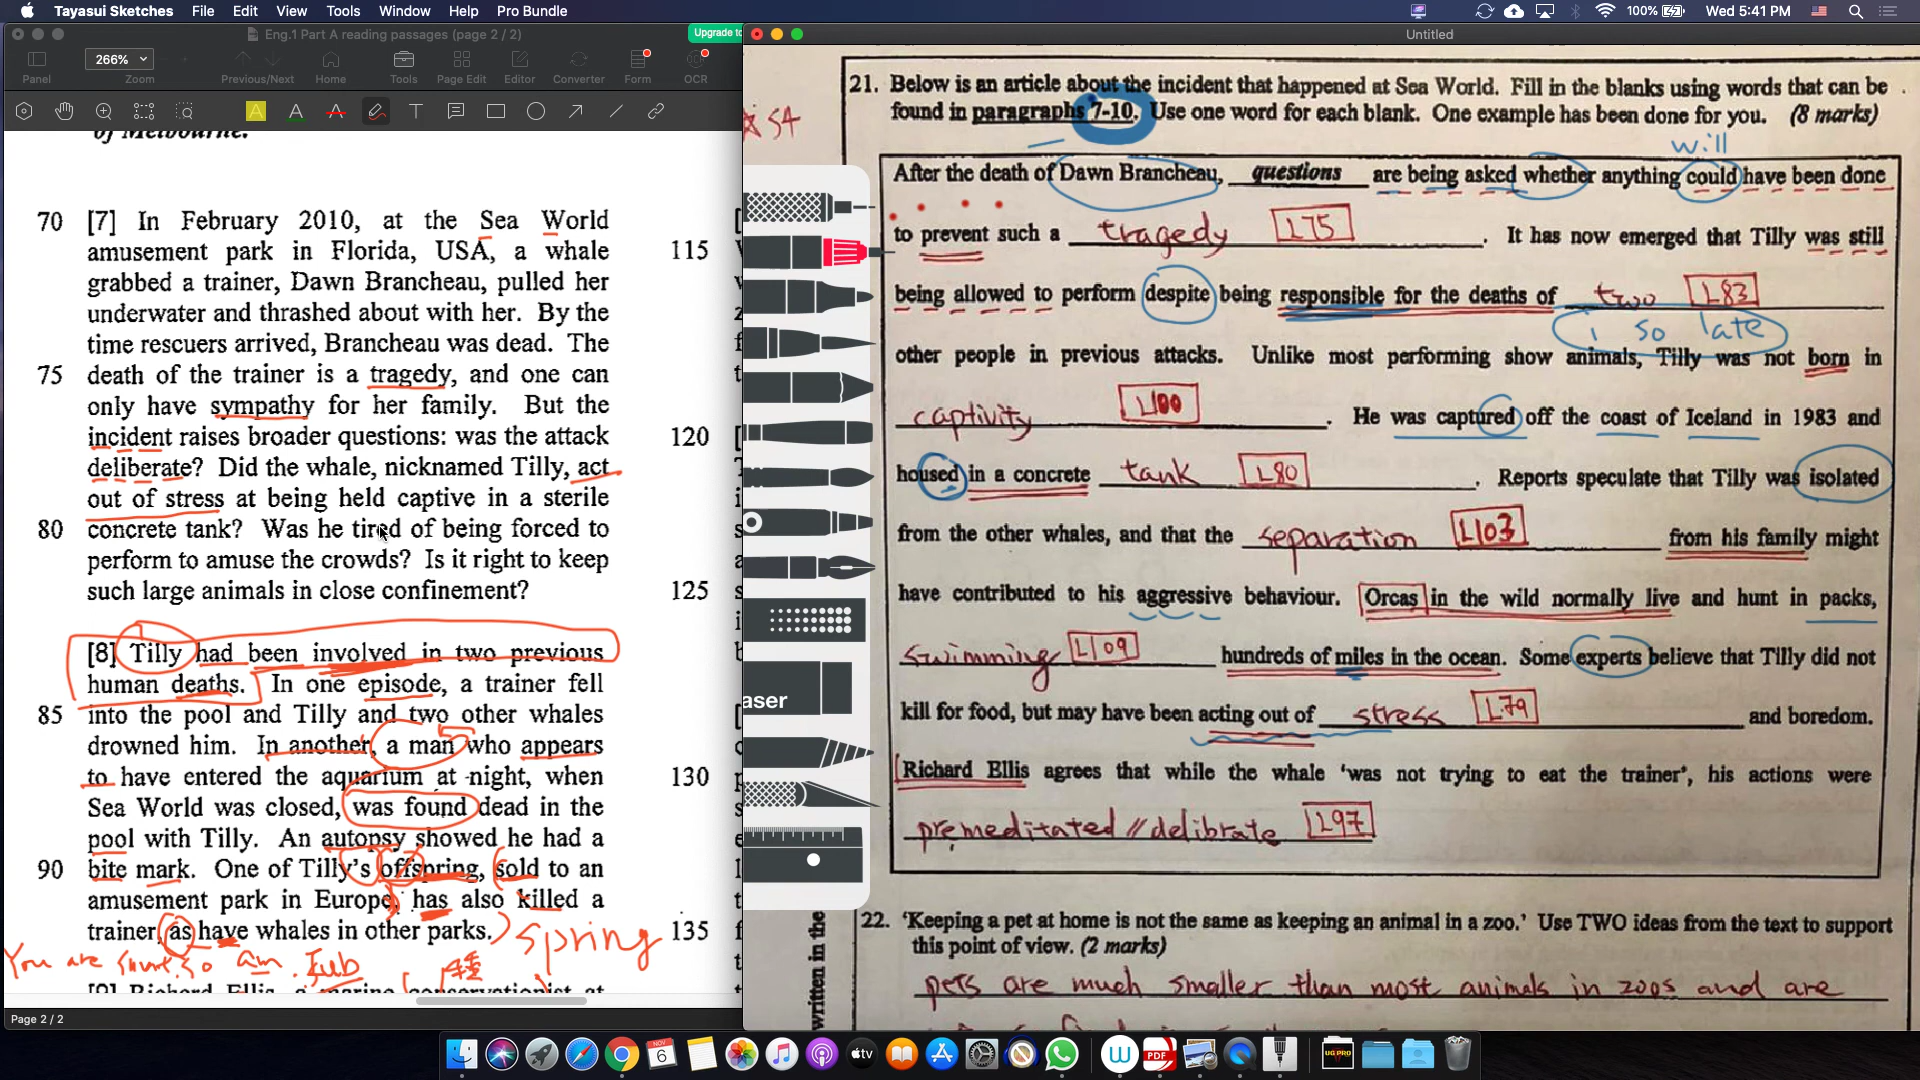 Tayasui Sketches File Edit View Tools Window Help Pro Bundle 100% Wed 5:41 PM
Eng.1 Part A reading passages (page 2 / 2)
Upgrade to
266%
Panel Zoom Previous/Next Home Tools Page Edit Editor Converter Form OCR
of Melbourne.
70 [7] In February 2010, at the Sea World
amusement park in Florida, USA, a whale 115
grabbed a trainer, Dawn Brancheau, pulled her
underwater and thrashed about with her. By the
time rescuers arrived, Brancheau was dead. The
75 death of the trainer is a tragedy, and one can
only have sympathy for her family. But the
incident raises broader questions: was the attack 120
deliberate? Did the whale, nicknamed Tilly, act
out of stress at being held captive in a sterile
80 concrete tank? Was he tired of being forced to
perform to amuse the crowds? Is it right to keep
such large animals in close confinement? 125
[8] Tilly had been involved in two previous
human deaths. In one episode, a trainer fell
85 into the pool and Tilly and two other whales
drowned him. In another, a man who appears
to have entered the aquarium at night, when 130
Sea World was closed, was found dead in the
pool with Tilly. An autopsy showed he had a
90 bite mark. One of Tilly's offspring, sold to an
amusement park in Europe, has also killed a
trainer, as have whales in other parks. 135
spring
You are
so am
[9] Richard Ellis, a marine conservationist at
Page 2 / 2
Untitled
21. Below is an article about the incident that happened at Sea World. Fill in the blanks using words that can be
found in paragraphs 7-10. Use one word for each blank. One example has been done for you. (8 marks)
54
will
After the death of Dawn Brancheau, questions are being asked whether anything could have been done
to prevent such a tragedy L75 . It has now emerged that Tilly was still
being allowed to perform despite being responsible for the deaths of two L83
i so late
other people in previous attacks. Unlike most performing show animals, Tilly was not born in
captivity L100 . He was captured off the coast of Iceland in 1983 and
housed in a concrete tank L80 . Reports speculate that Tilly was isolated
from the other whales, and that the separation L103 from his family might
have contributed to his aggressive behaviour. Orcas in the wild normally live and hunt in packs,
swimming L109 hundreds of miles in the ocean. Some experts believe that Tilly did not
kill for food, but may have been acting out of stress L79 and boredom.
Richard Ellis agrees that while the whale 'was not trying to eat the trainer', his actions were
premeditated // delibrate L97
22. 'Keeping a pet at home is not the same as keeping an animal in a zoo.' Use TWO ideas from the text to support
this point of view. (2 marks)
pets are much smaller than most animals in zoos and are
written in the
aser
NOV 6
tv
PDF
UG PRO